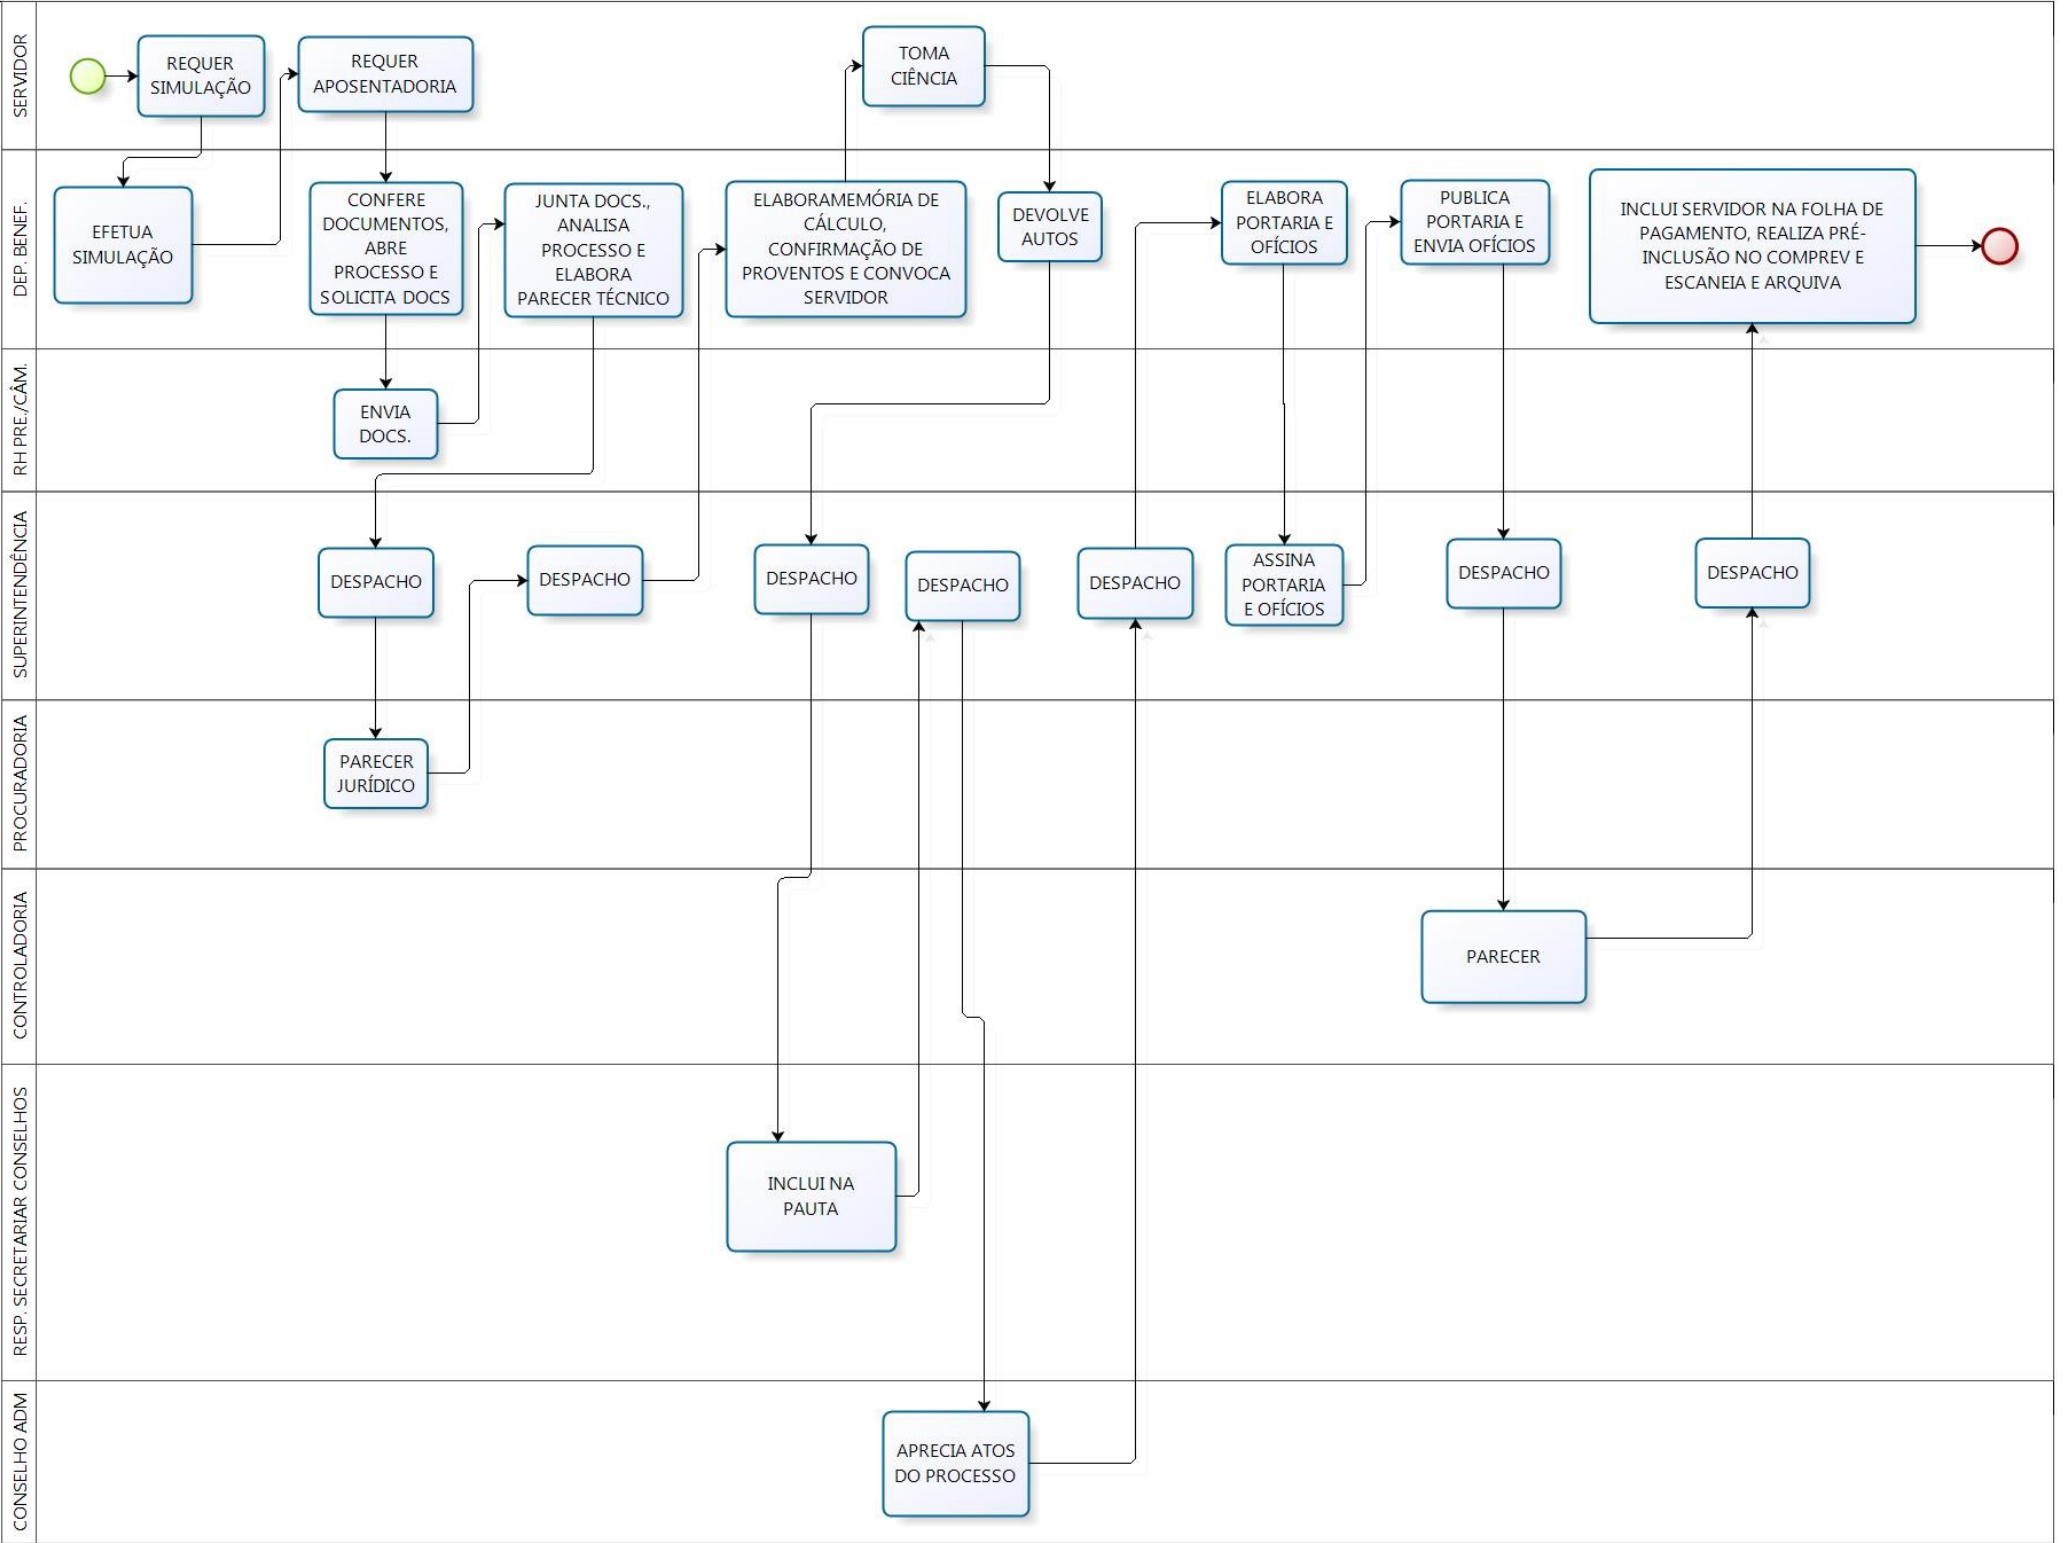 SERVIDOR
REQUER
SIMULAÇÃO
REQUER
APOSENTADORIA
TOMA
CIÊNCIA
DEP. BENEF.
EFETUA
SIMULAÇÃO
CONFERE
DOCUMENTOS,
ABRE
PROCESSO E
SOLICITA DOCS
JUNTA DOCS.,
ANALISA
PROCESSO E
ELABORA
PARECER TÉCNICO
ELABORAMEMÓRIA DE
CÁLCULO,
CONFIRMAÇÃO DE
PROVENTOS E CONVOCA
SERVIDOR
DEVOLVE
AUTOS
ELABORA
PORTARIA E
OFÍCIOS
PUBLICA
PORTARIA E
ENVIA OFÍCIOS
INCLUI SERVIDOR NA FOLHA DE
PAGAMENTO, REALIZA PRÉ-
INCLUSÃO NO COMPREV E
ESCANEIA E ARQUIVA
RH PRE./CÂM.
ENVIA
DOCS.
SUPERINTENDÊNCIA
DESPACHO
DESPACHO
DESPACHO
DESPACHO
DESPACHO
ASSINA
PORTARIA
E OFÍCIOS
DESPACHO
DESPACHO
PROCURADORIA
PARECER
JURÍDICO
CONTROLADORIA
PARECER
RESP. SECRETARIAR CONSELHOS
INCLUI NA
PAUTA
CONSELHO ADM
APRECIA ATOS
DO PROCESSO